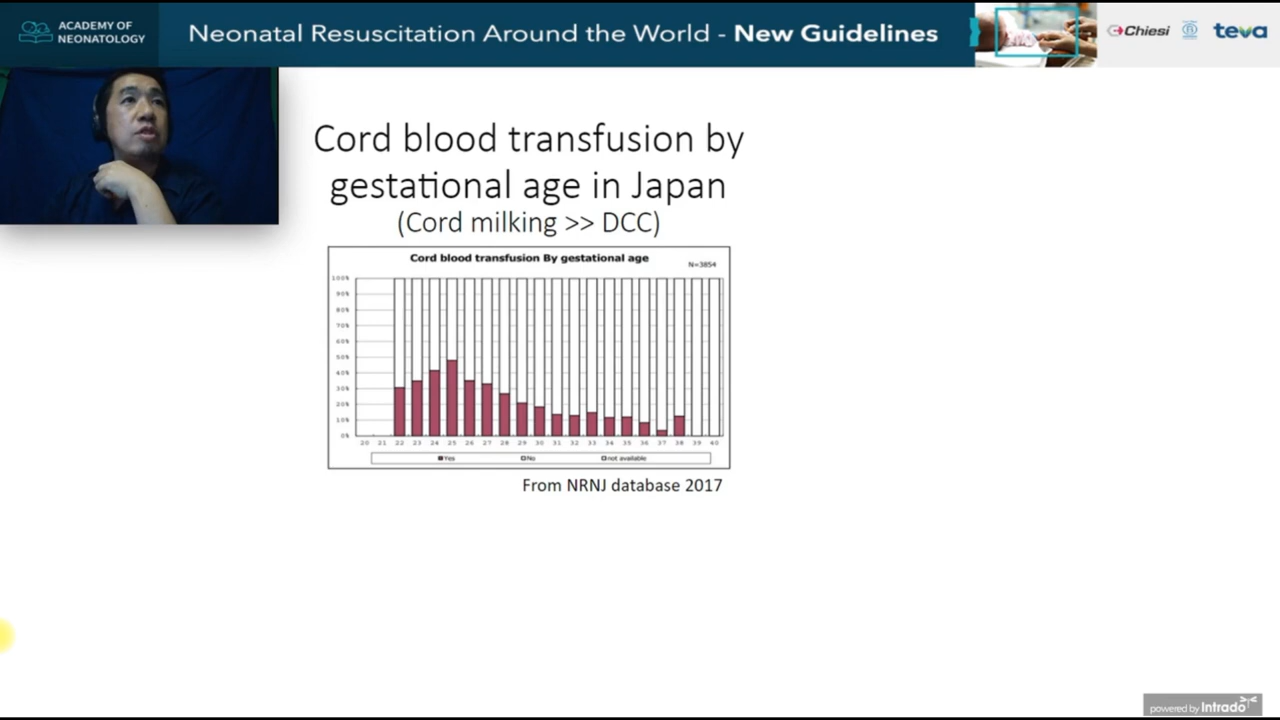 ACADEMY OF
NEONATOLOGY
Neonatal Resuscitation Around the World - New Guidelines
Chiesi
teva
Cord blood transfusion by
gestational age in Japan
(Cord milking >> DCC)
Cord blood transfusion By gestational age
N=3854
100%
90%
80%
70%
60%
50%
40%
30%
20%
10%
0%
20 21 22 23 24 25 26 27 28 29 30 31 32 33 34 35 36 37 38 39 40
Yes No not available
From NRNJ database 2017
powered by Intrado